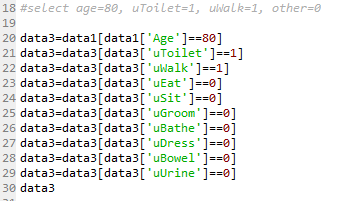 18 #select age=80, uToilet=1, uWalk=1, other=0
19
20 data3=data1[data1['Age']==80]
21 data3=data3[data3['uToilet']==1]
22 data3=data3[data3['uWalk']==1]
23 data3=data3[data3['uEat']==0]
24 data3=data3[data3['uSit']==0]
25 data3=data3[data3['uGroom']==0]
26 data3=data3[data3['uBathe']==0]
27 data3=data3[data3['uDress']==0]
28 data3=data3[data3['uBowel']==0]
29 data3=data3[data3['uUrine']==0]
30 data3